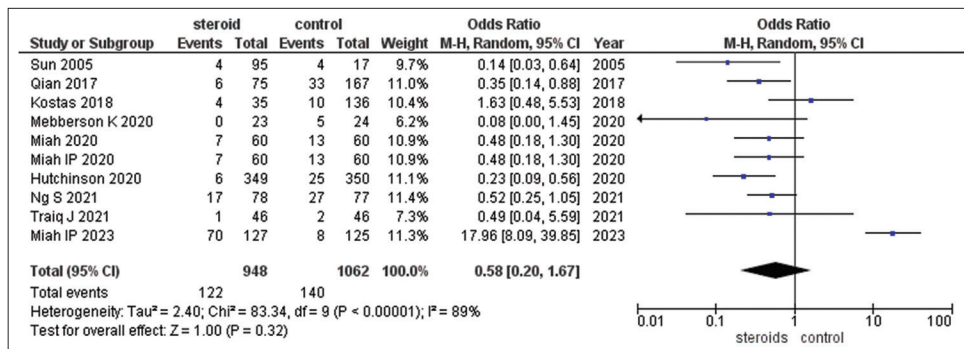 steroid control Odds Ratio Odds Ratio
Study or Subgroup Events Total Events Total Weight M-H, Random, 95% CI Year M-H, Random, 95% CI
Sun 2005 4 95 4 17 9.7% 0.14 [0.03, 0.64] 2005
Qian 2017 6 75 33 167 11.1% 0.35 [0.14, 0.88] 2017
Kostas 2018 4 35 10 136 10.4% 1.63 [0.48, 5.53] 2018
Mebberson K 2020 0 23 5 24 6.2% 0.08 [0.00, 1.45] 2020
Miah 2020 7 60 13 60 10.9% 0.48 [0.18, 1.30] 2020
Miah IP 2020 7 60 13 60 10.9% 0.48 [0.18, 1.30] 2020
Hutchinson 2020 6 349 25 350 11.1% 0.23 [0.09, 0.56] 2020
Ng S 2021 17 78 27 77 11.4% 0.52 [0.25, 1.05] 2021
Traiq J 2021 1 46 2 46 7.3% 0.49 [0.04, 5.59] 2021
Miah IP 2023 70 127 8 125 11.3% 17.96 [8.09, 39.85] 2023
Total (95% CI) 948 1062 100.0% 0.58 [0.20, 1.67]
Total events 122 140
Heterogeneity: Tau² = 2.40; Chi² = 83.34, df = 9 (P < 0.00001); I² = 89%
Test for overall effect: Z = 1.00 (P = 0.32)
0.01 0.1 1 10 100
steroids control